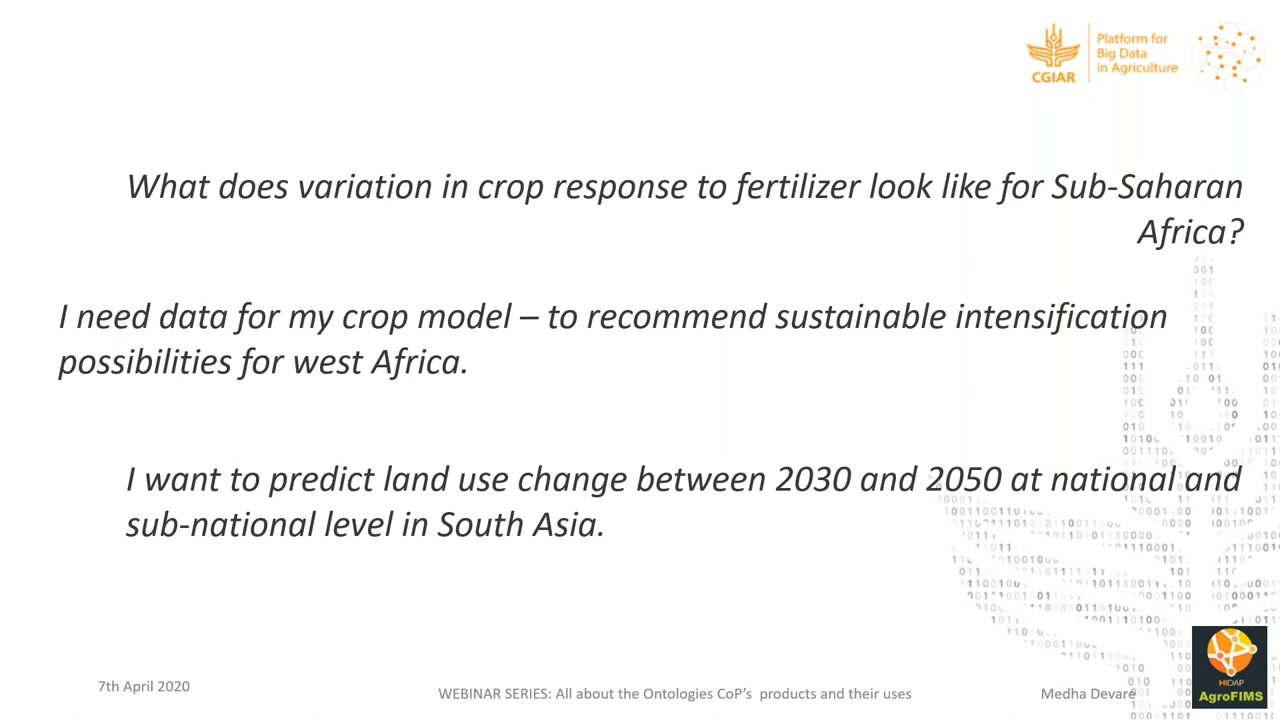 CGIAR
Platform for
Big Data
in Agriculture
What does variation in crop response to fertilizer look like for Sub-Saharan
Africa?
I need data for my crop model – to recommend sustainable intensification
possibilities for west Africa.
I want to predict land use change between 2030 and 2050 at national and
sub-national level in South Asia.
7th April 2020
WEBINAR SERIES: All about the Ontologies CoP’s products and their uses
Medha Devare
HIDAP
AgroFIMS